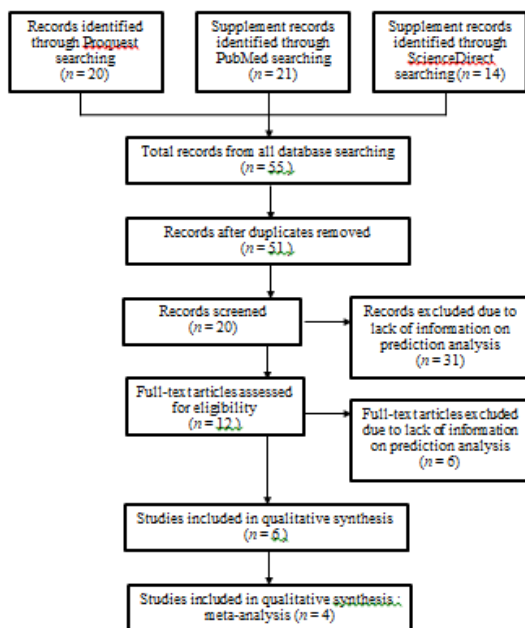 Records identified
through Proquest
searching
(n = 20)
Supplement records
identified through
PubMed searching
(n = 21)
Supplement records
identified through
ScienceDirect
searching (n = 14)
Total records from all database searching
(n = 55 )
Records after duplicates removed
(n = 51 )
Records screened
(n = 20)
Records excluded due to
lack of information on
prediction analysis
(n = 31)
Full-text articles assessed
for eligibility
(n = 12 )
Full-text articles excluded
due to lack of information
on prediction analysis
(n = 6)
Studies included in qualitative synthesis
(n = 6 )
Studies included in qualitative synthesis :
meta-analysis (n = 4)